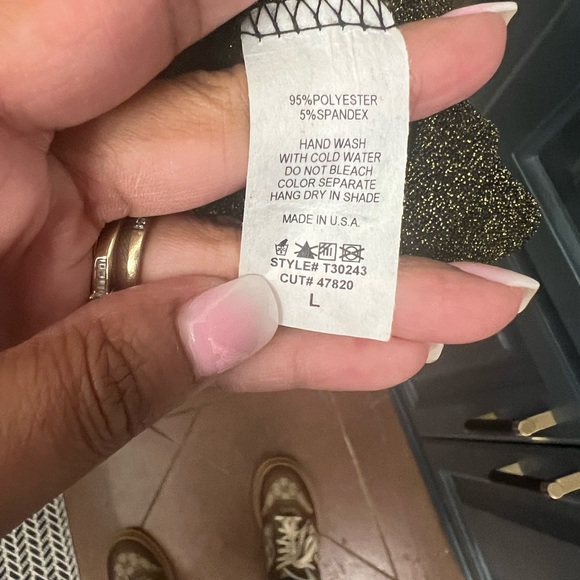 95%POLYESTER
5%SPANDEX
HAND WASH
WITH COLD WATER
DO NOT BLEACH
COLOR SEPARATE
HANG DRY IN SHADE
MADE IN U.S.A.
STYLE# T30243
CUT# 47820
L